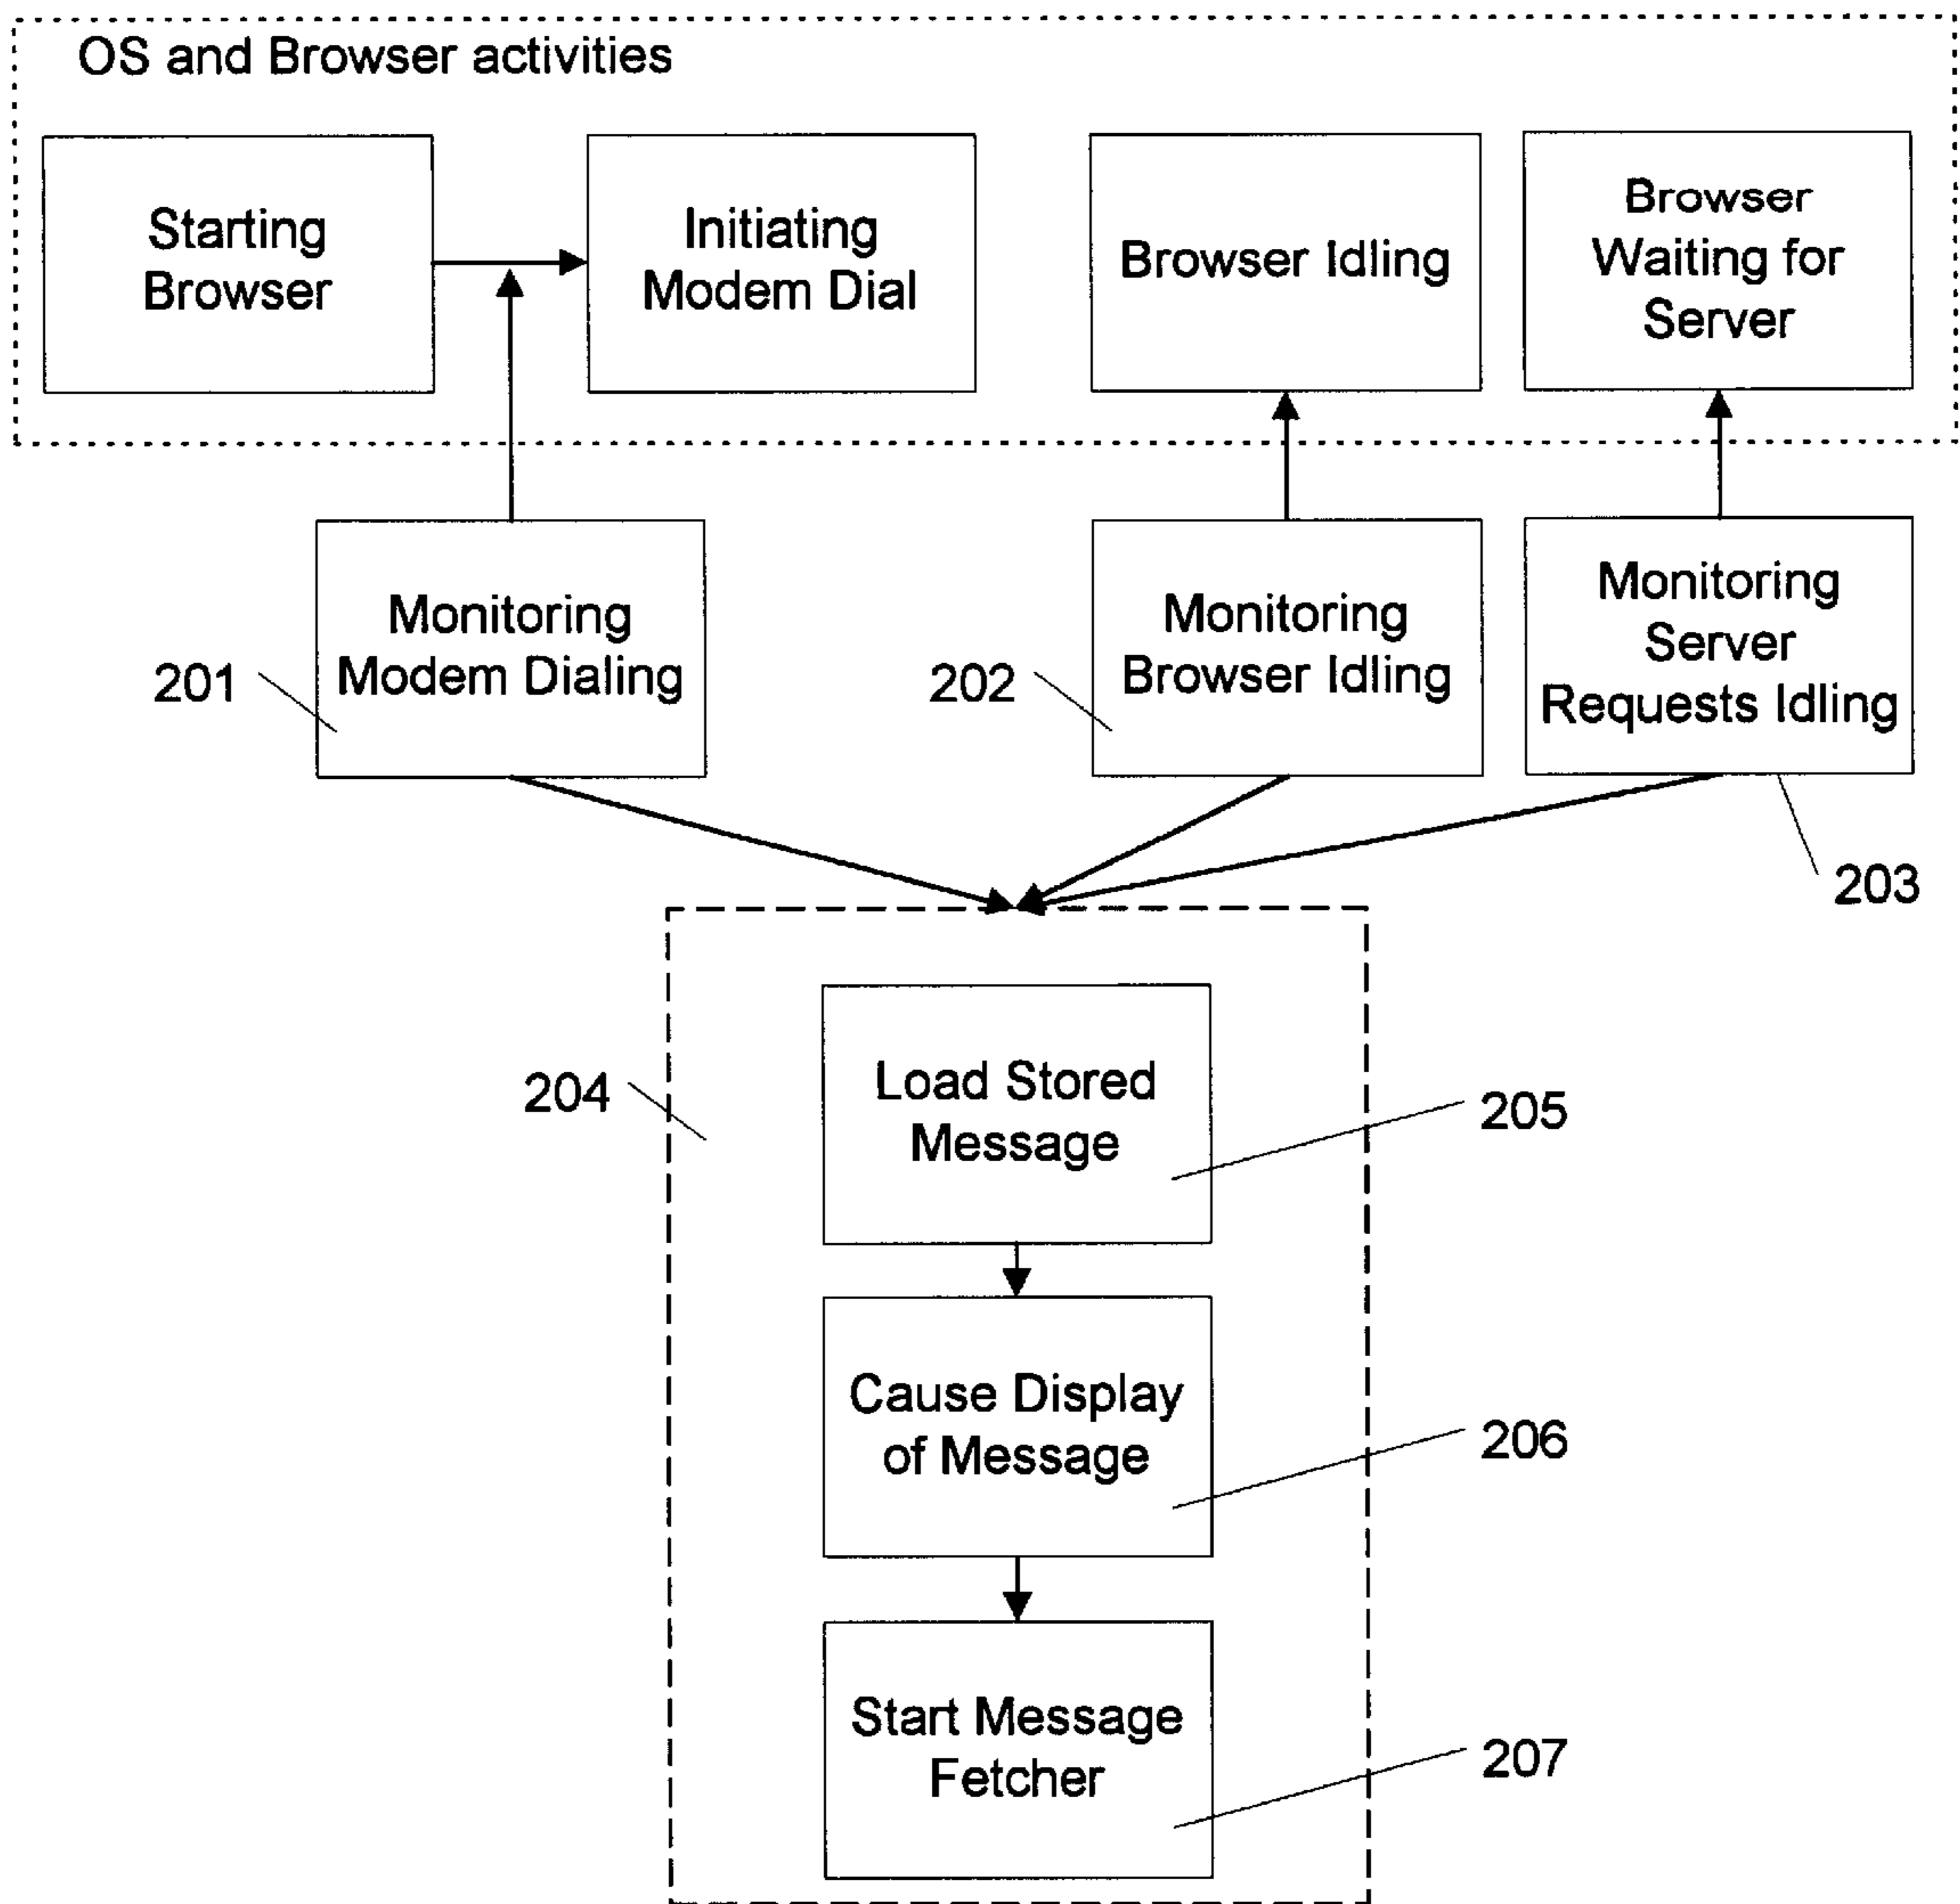 OS and Browser activities
Starting
Browser
Initiating
Modem Dial
Browser Idling
Browser
Waiting for
Server
Monitoring
Modem Dialing
201
Monitoring
Browser Idling
202
Monitoring
Server
Requests Idling
203
204
Load Stored
Message
205
Cause Display
of Message
206
Start Message
Fetcher
207